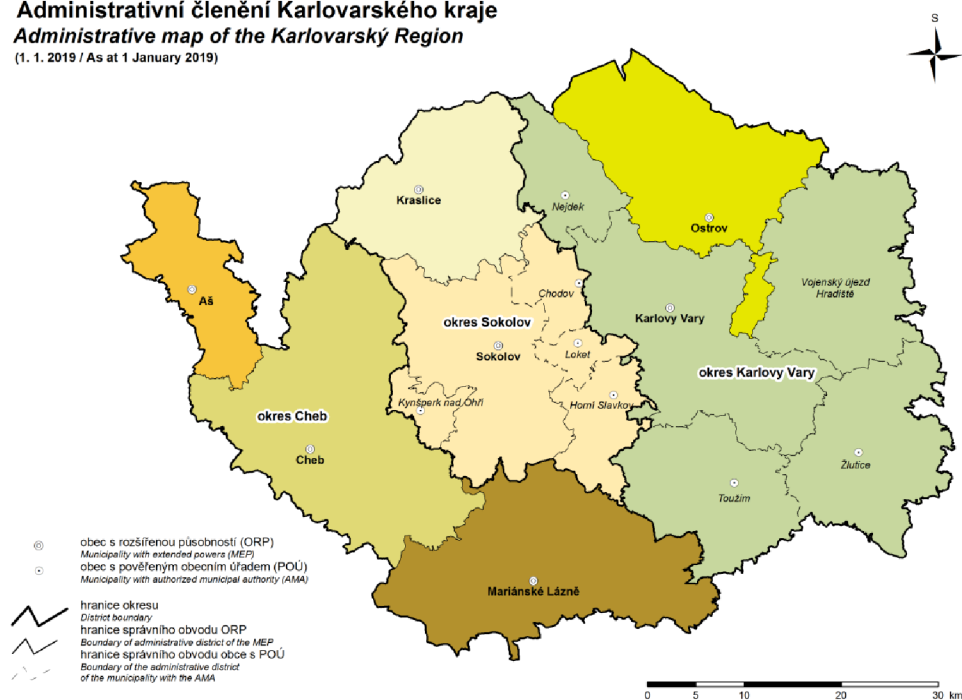 Administrativní členění Karlovarského kraje
Administrative map of the Karlovarský Region
(1. 1. 2019 / As at 1 January 2019)
S
Kraslice
Nejdek
Ostrov
Aš
Chodov
Vojenský újezd
Hradiště
Karlovy Vary
okres Sokolov
Sokolov
Loket
okres Karlovy Vary
Kynšperk nad Ohří
Horní Slavkov
okres Cheb
Cheb
Žlutice
Toužim
Mariánské Lázně
obec s rozšířenou působností (ORP)
Municipality with extended powers (MEP)
obec s pověřeným obecním úřadem (POÚ)
Municipality with authorized municipal authority (AMA)
hranice okresu
District boundary
hranice správního obvodu ORP
Boundary of administrative district of the MEP
hranice správního obvodu obce s POÚ
Boundary of the administrative district
of the municipality with the AMA
0 5 10 20 30 km